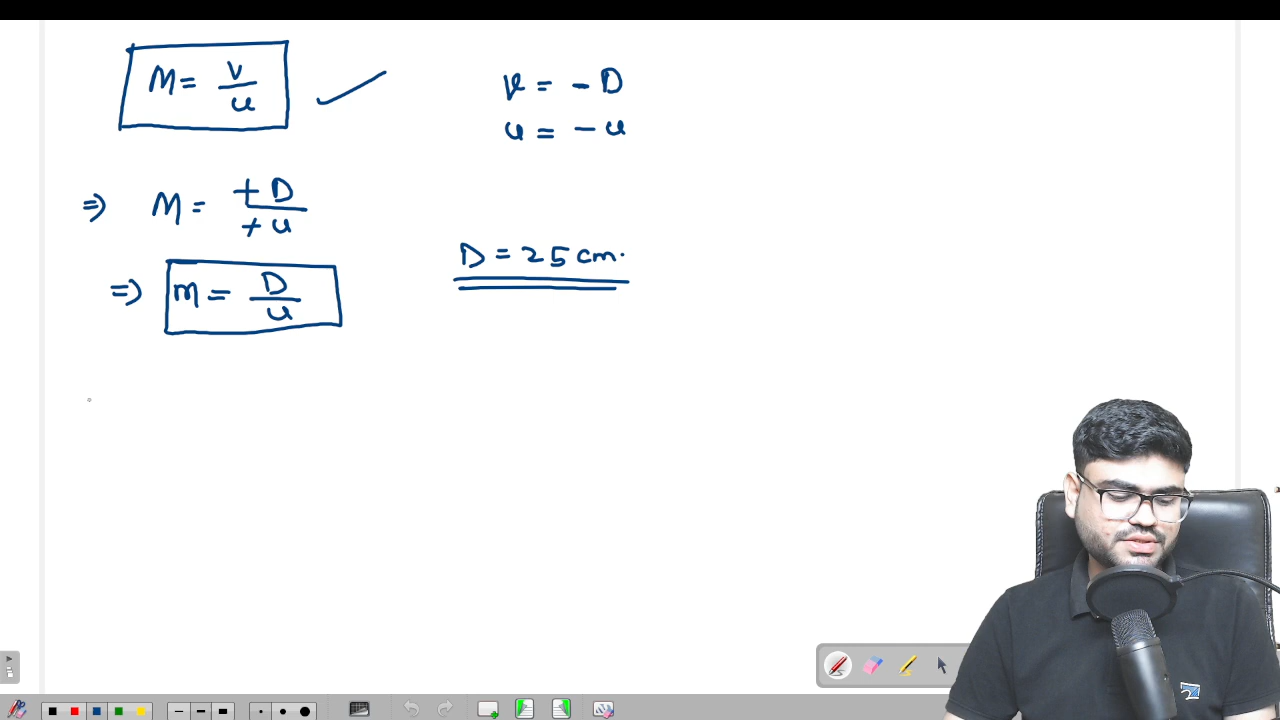 M = v/u
v = - D
u = - u
⇒ M = +D/+u
D = 25 cm.
⇒ m = D/u